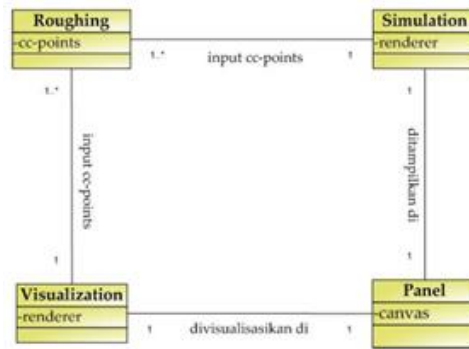 Roughing
-cc-points
Simulation
-renderer
1..*
1
input cc-points
1..*
1
input cc-points
ditampilkan di
1
1
Visualization
-renderer
Panel
-canvas
1
1
divisualisasikan di